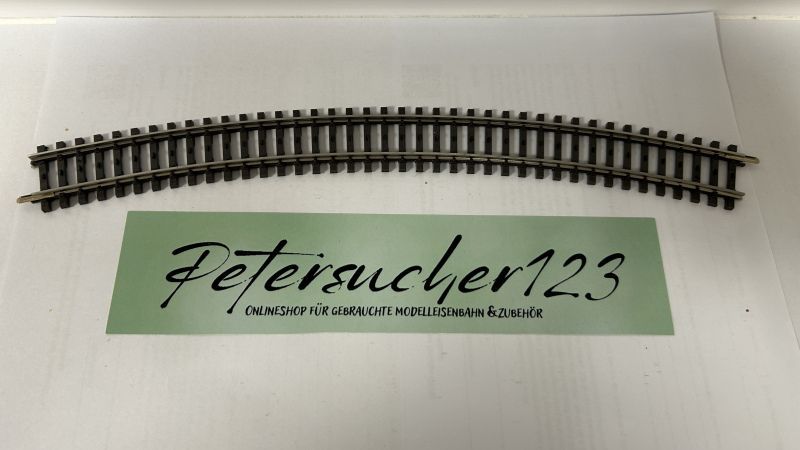 Petersucher123
ONLINESHOP FÜR GEBRAUCHTE MODELLEISENBAHN & ZUBEHÖR